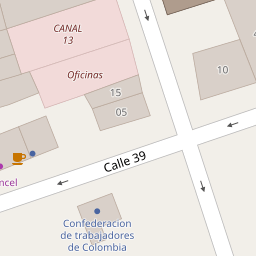 CANAL
13
Oficinas
10
15
05
Calle 39
ncel
Confederacion
de trabajadores
de Colombia